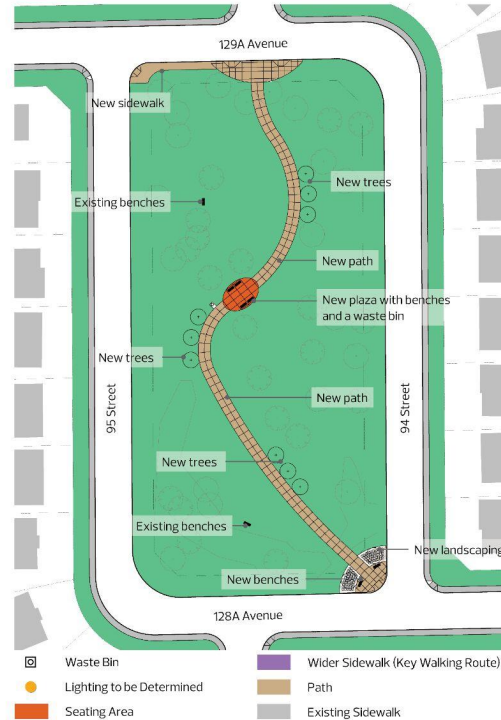 129A Avenue
New sidewalk
New trees
Existing benches
New path
New plaza with benches
and a waste bin
New trees
95 Street
94 Street
New path
New trees
Existing benches
New landscaping
New benches
128A Avenue
Waste Bin
Wider Sidewalk (Key Walking Route)
Lighting to be Determined
Path
Seating Area
Existing Sidewalk